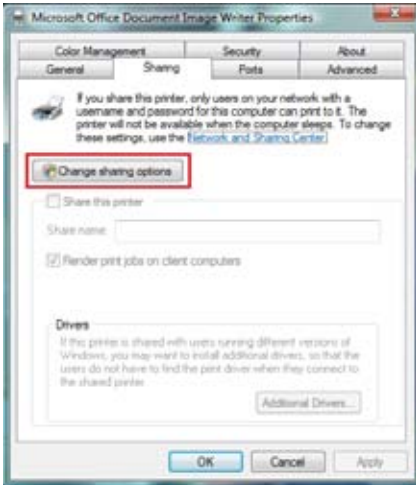 Microsoft Office Document Image Writer Properties
Color Management Security About
General Sharing Ports Advanced
If you share this printer, only users on your network with a
username and password for this computer can print to it. The
printer will not be available when the computer sleeps. To change
these settings, use the Network and Sharing Center.
Change sharing options
Share this printer
Share name:
Render print jobs on client computers
Drivers
If this printer is shared with users running different versions of
Windows, you may want to install additional drivers, so that the
users do not have to find the print driver when they connect to
the shared printer.
Additional Drivers...
OK Cancel Apply